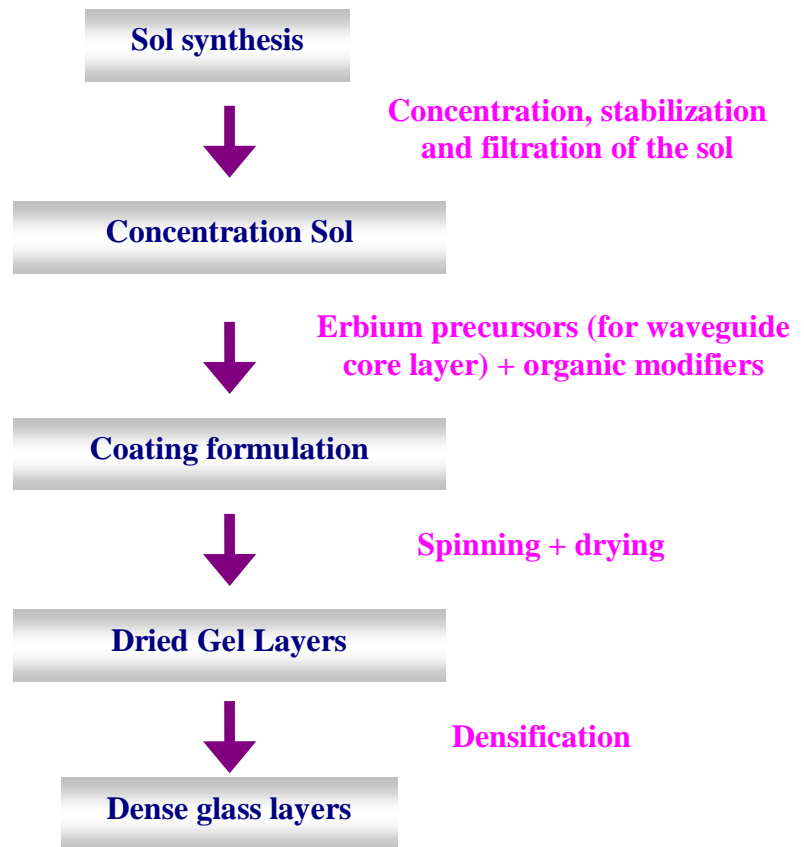 Sol synthesis
Concentration, stabilization
and filtration of the sol
Concentration Sol
Erbium precursors (for waveguide
core layer) + organic modifiers
Coating formulation
Spinning + drying
Dried Gel Layers
Densification
Dense glass layers